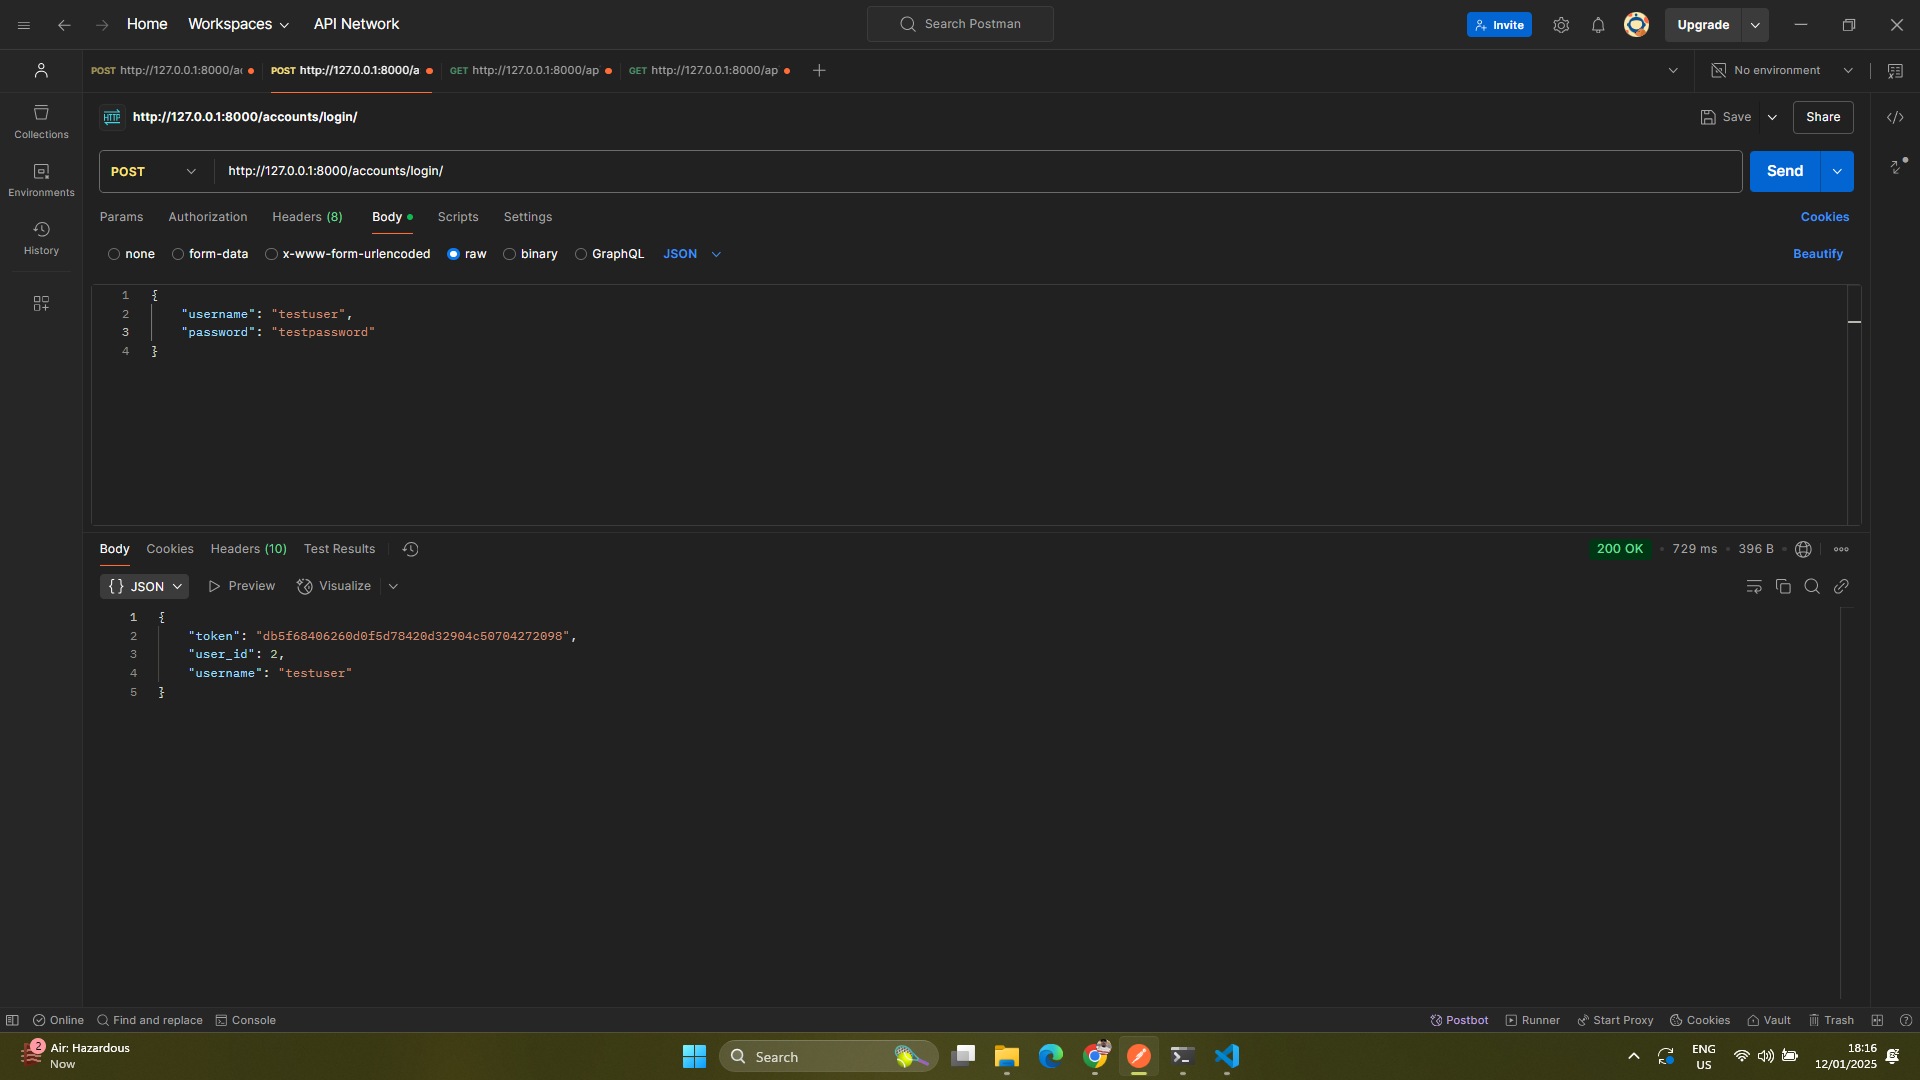 Home Workspaces API Network Search Postman Invite Upgrade
POST http://127.0.0.1:8000/a POST http://127.0.0.1:8000/a GET http://127.0.0.1:8000/ap GET http://127.0.0.1:8000/ap No environment
HTTP http://127.0.0.1:8000/accounts/login/ Save Share
Collections
POST http://127.0.0.1:8000/accounts/login/ Send
Environments
Params Authorization Headers (8) Body Scripts Settings Cookies
History
none form-data x-www-form-urlencoded raw binary GraphQL JSON Beautify
1 {
2 "username": "testuser",
3 "password": "testpassword"
4 }
Body Cookies Headers (10) Test Results 200 OK 729 ms 396 B
{} JSON Preview Visualize
1 {
2 "token": "db5f68406260d0f5d78420d32904c50704272098",
3 "user_id": 2,
4 "username": "testuser"
5 }
Online Find and replace Console Postbot Runner Start Proxy Cookies Vault Trash
2 Air: Hazardous
Now
Search
ENG
US
18:16
12/01/2025